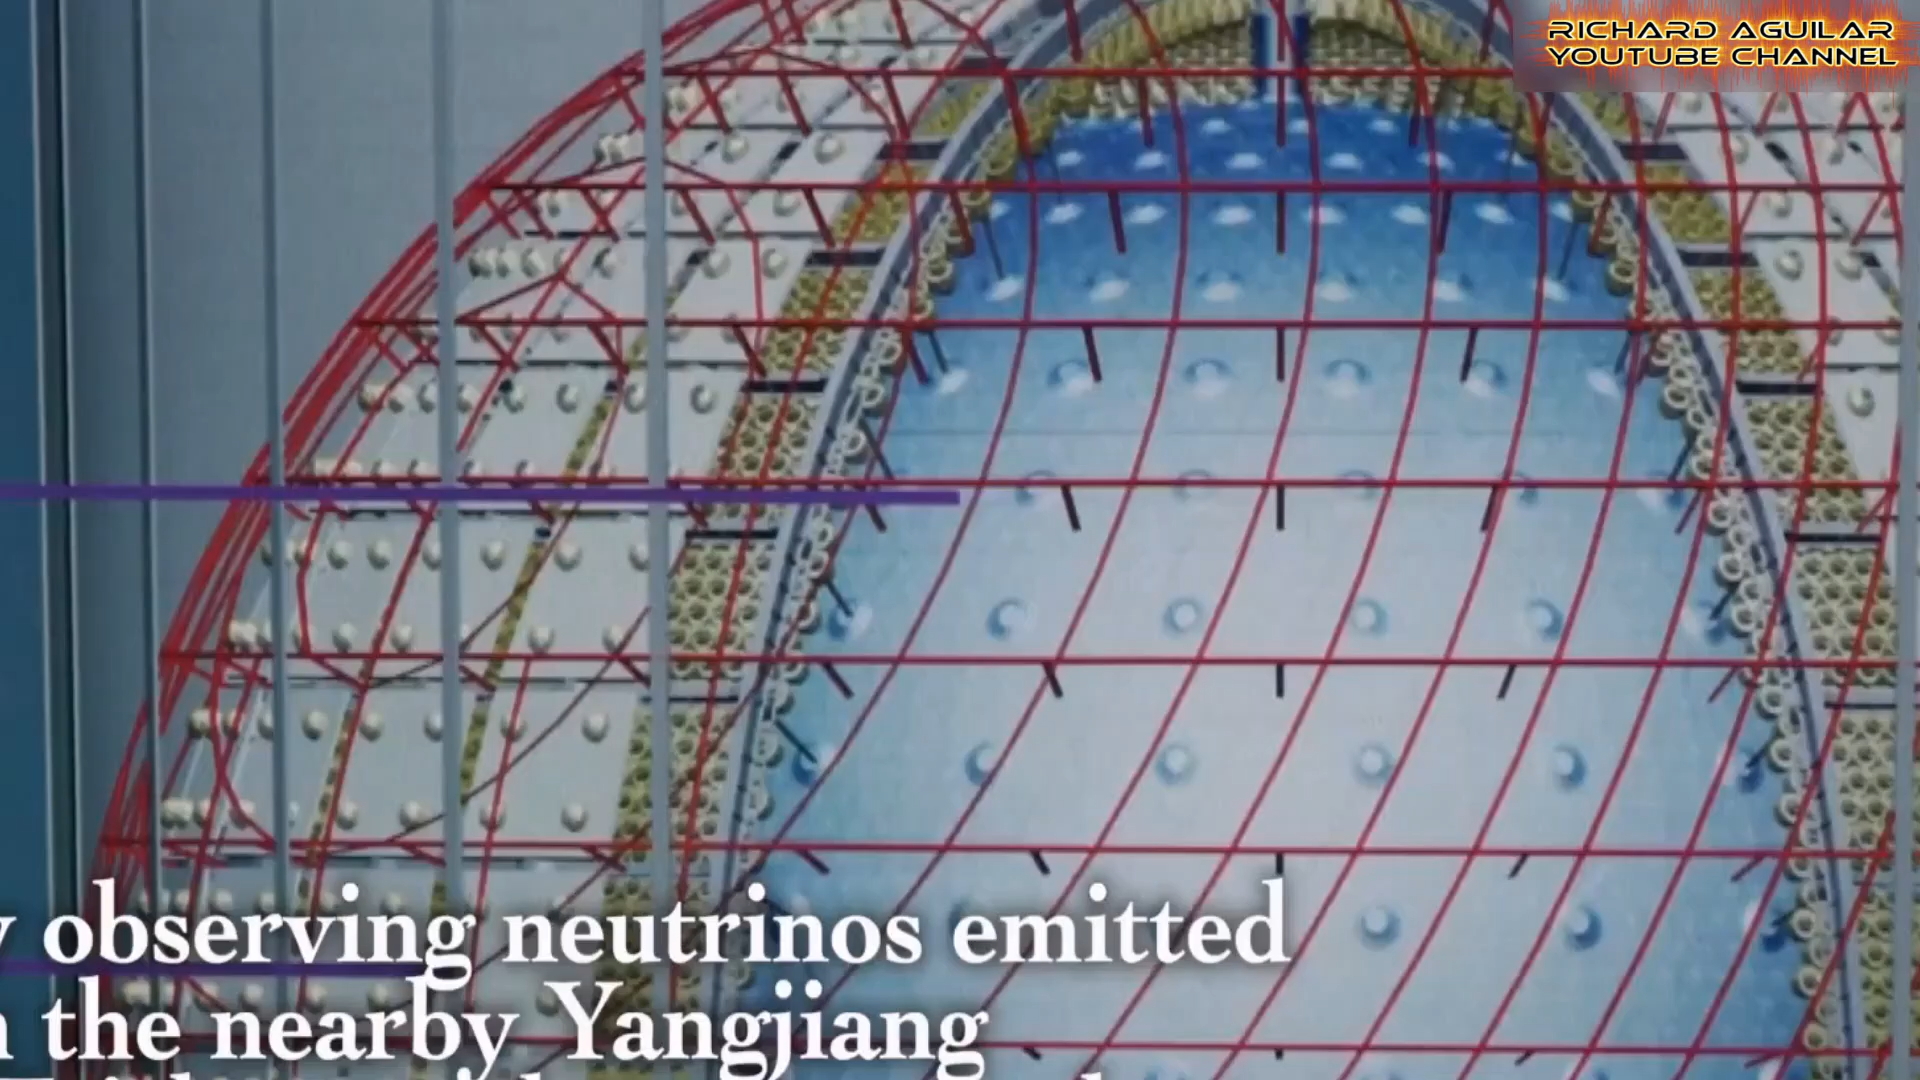 RICHARD AGUILAR
YOUTUBE CHANNEL
observing neutrinos emitted
the nearby Yangjiang